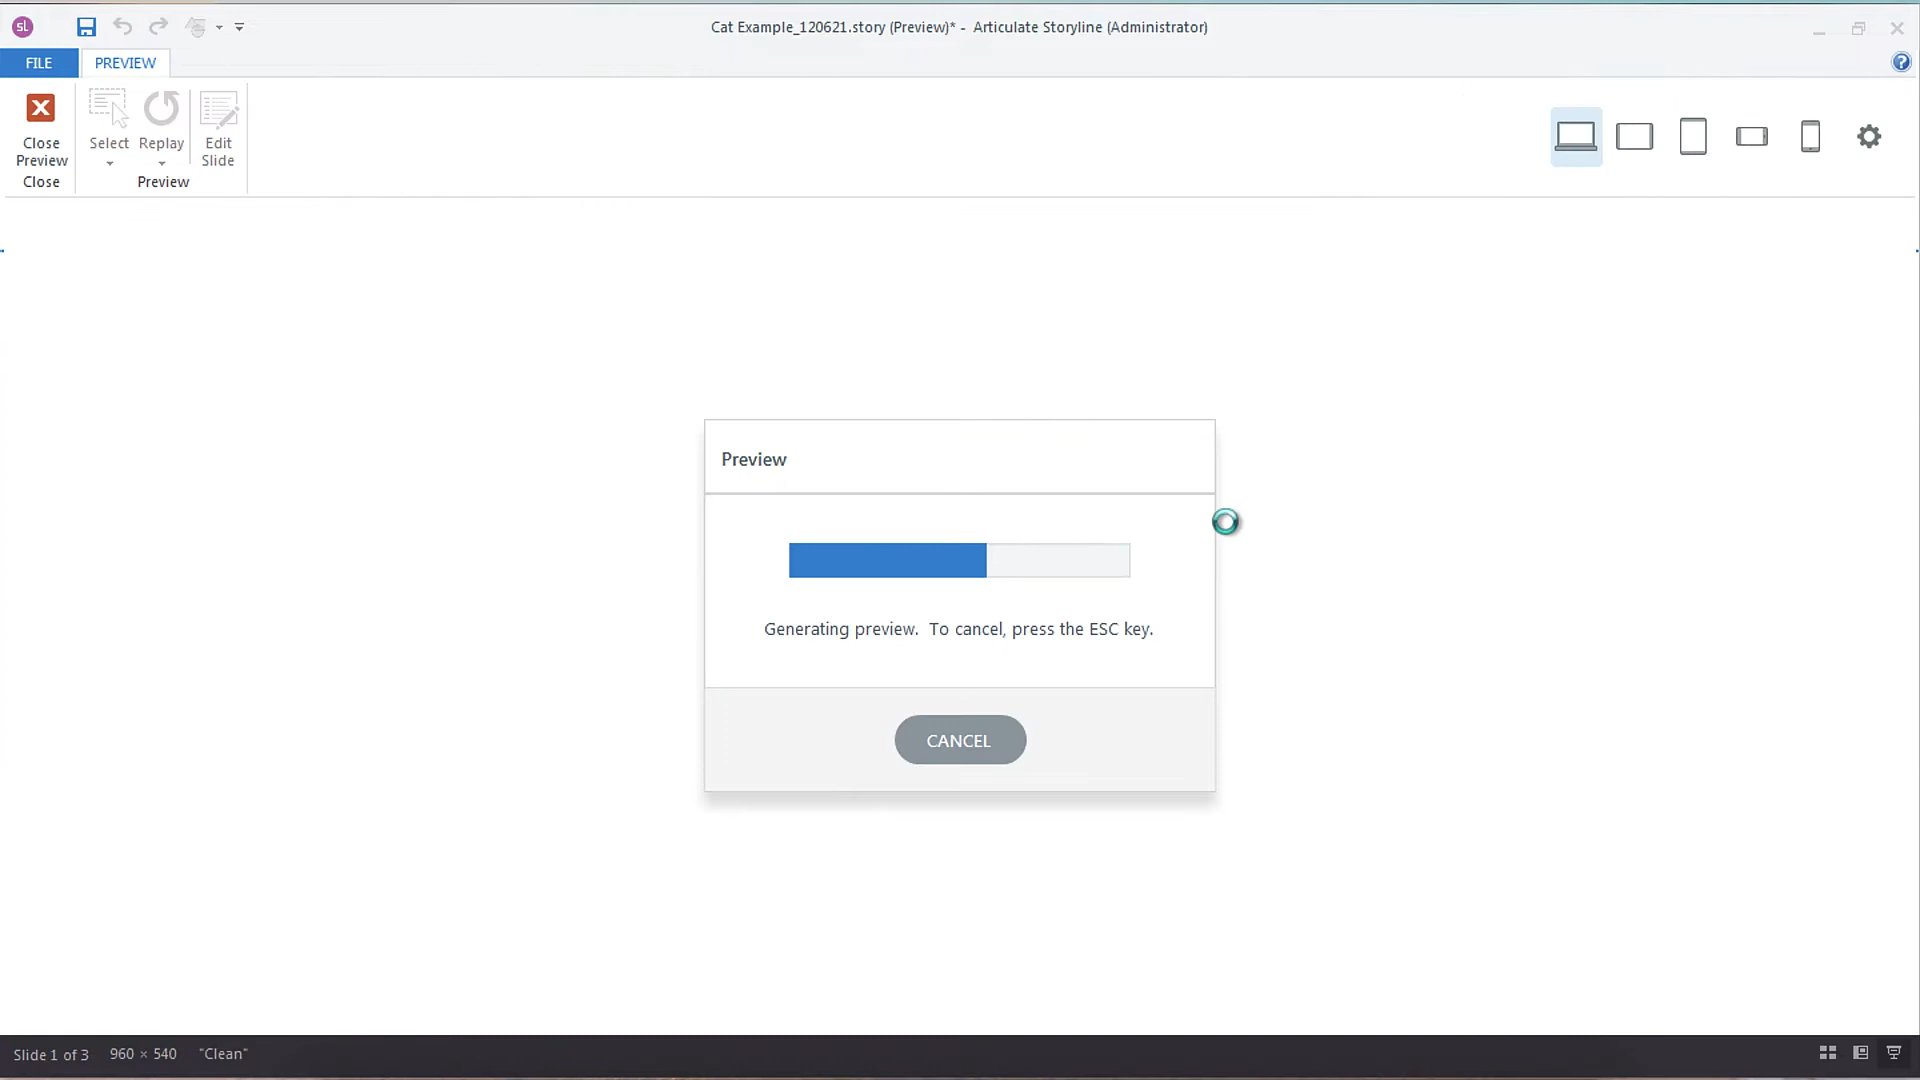 SL
Cat Example_120621.story (Preview)* - Articulate Storyline (Administrator)
FILE
PREVIEW
?
Close
Preview
Select
Replay
Edit
Slide
Close
Preview
Preview
Generating preview. To cancel, press the ESC key.
CANCEL
Slide 1 of 3
960 × 540
"Clean"